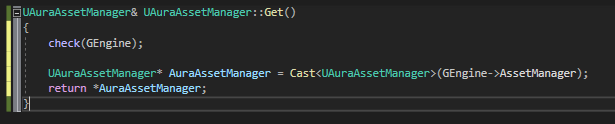 UAuraAssetManager& UAuraAssetManager::Get()
{
check(GEngine);
UAuraAssetManager* AuraAssetManager = Cast<UAuraAssetManager>(GEngine->AssetManager);
return *AuraAssetManager;
}